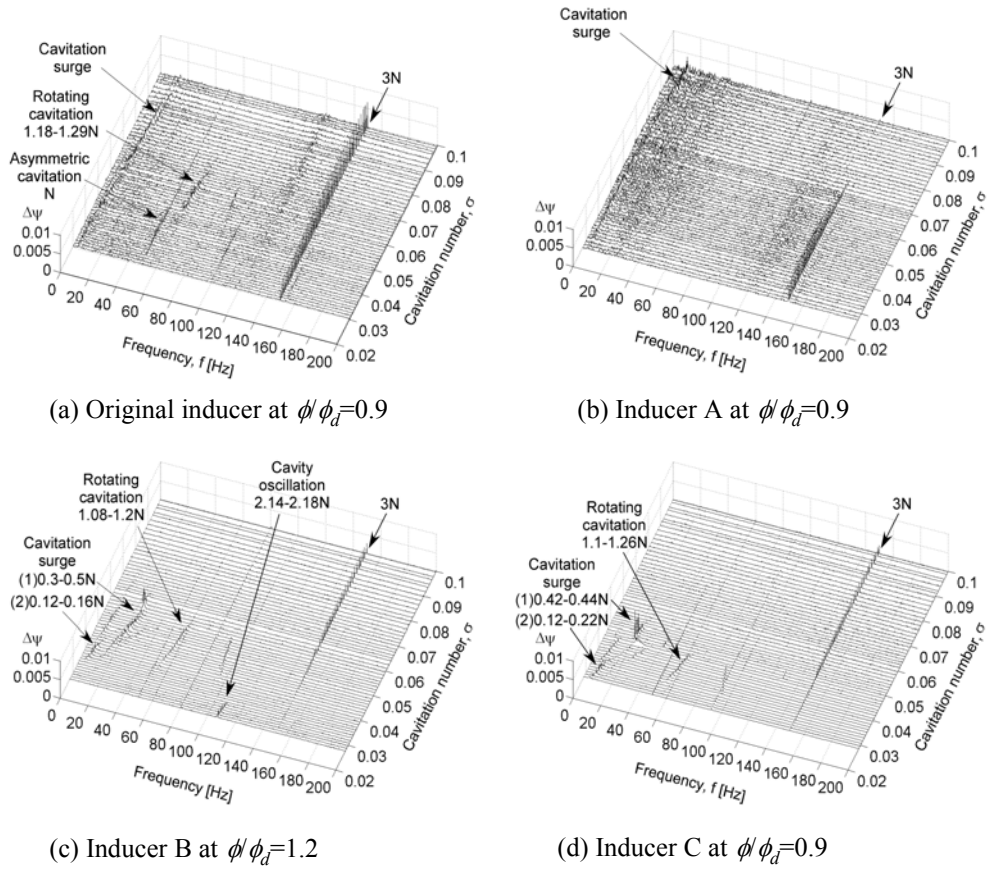 Cavitation
surge
Rotating
cavitation
1.18-1.29N
Asymmetric
cavitation
N
3N
Δψ
0.01
0.005
0
0 20 40 60 80 100 120 140 160 180 200
Frequency, f [Hz]
0.02 0.03 0.04 0.05 0.06 0.07 0.08 0.09 0.1
Cavitation number, σ
(a) Original inducer at ϕ/ϕd=0.9
Cavitation
surge
3N
Δψ
0.01
0.005
0
0 20 40 60 80 100 120 140 160 180 200
Frequency, f [Hz]
0.02 0.03 0.04 0.05 0.06 0.07 0.08 0.09 0.1
Cavitation number, σ
(b) Inducer A at ϕ/ϕd=0.9
Rotating
cavitation
1.08-1.2N
Cavity
oscillation
2.14-2.18N
Cavitation
surge
(1)0.3-0.5N
(2)0.12-0.16N
3N
Δψ
0.01
0.005
0
0 20 40 60 80 100 120 140 160 180 200
Frequency [Hz]
0.02 0.03 0.04 0.05 0.06 0.07 0.08 0.09 0.1
Cavitation number, σ
(c) Inducer B at ϕ/ϕd=1.2
Rotating
cavitation
1.1-1.26N
Cavitation
surge
(1)0.42-0.44N
(2)0.12-0.22N
3N
Δψ
0.01
0.005
0
0 20 40 60 80 100 120 140 160 180 200
Frequency, f [Hz]
0.02 0.03 0.04 0.05 0.06 0.07 0.08 0.09 0.1
Cavitation number, σ
(d) Inducer C at ϕ/ϕd=0.9